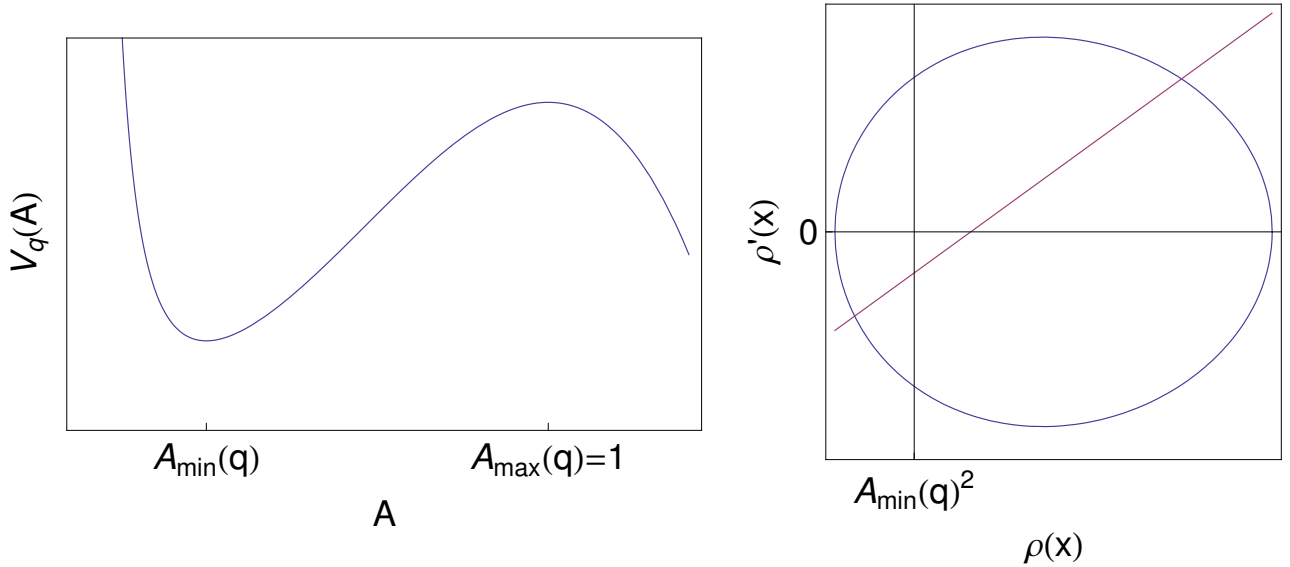 V_q(A)
A_min(q)
A_max(q)=1
A
ρ'(x)
0
A_min(q)²
ρ(x)